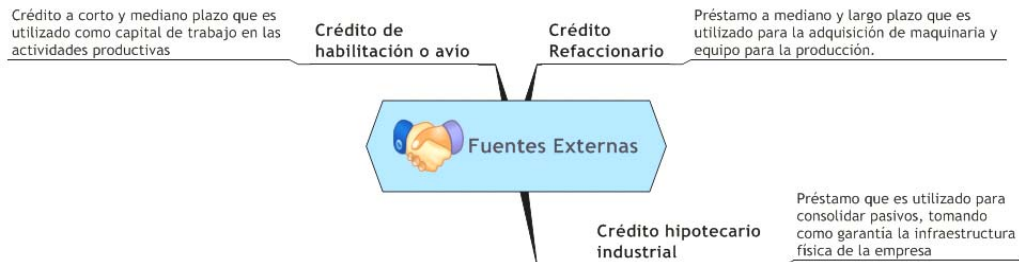 Crédito a corto y mediano plazo que es
utilizado como capital de trabajo en las
actividades productivas
Crédito de
habilitación o avío
Crédito
Refaccionario
Préstamo a mediano y largo plazo que es
utilizado para la adquisición de maquinaria y
equipo para la producción.
Fuentes Externas
Crédito hipotecario
industrial
Préstamo que es utilizado para
consolidar pasivos, tomando
como garantía la infraestructura
física de la empresa